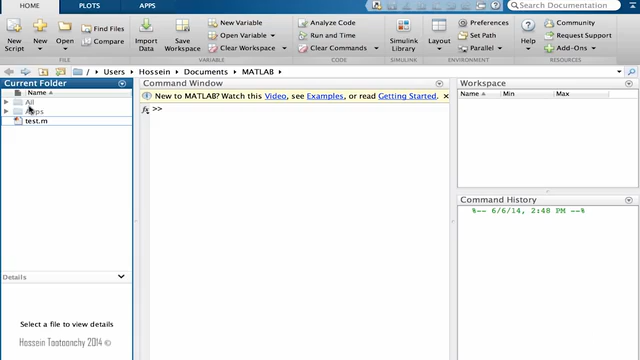 HOME PLOTS APPS
Search Documentation
New Script
New
Open
Find Files
Compare
Import Data
Save Workspace
New Variable
Open Variable
Clear Workspace
Analyze Code
Run and Time
Clear Commands
Simulink Library
Layout
Preferences
Set Path
Parallel
Help
Community
Request Support
Add-Ons
FILE VARIABLE CODE SIMULINK ENVIRONMENT RESOURCES
/ Users Hossein Documents MATLAB
Current Folder
Name
All
Apps
test.m
Details
Select a file to view details
Hossein Tootoonchy 2014 ©
Command Window
New to MATLAB? Watch this Video, see Examples, or read Getting Started.
fx >>
Workspace
Name Min Max
Command History
%-- 6/6/14, 2:48 PM --%